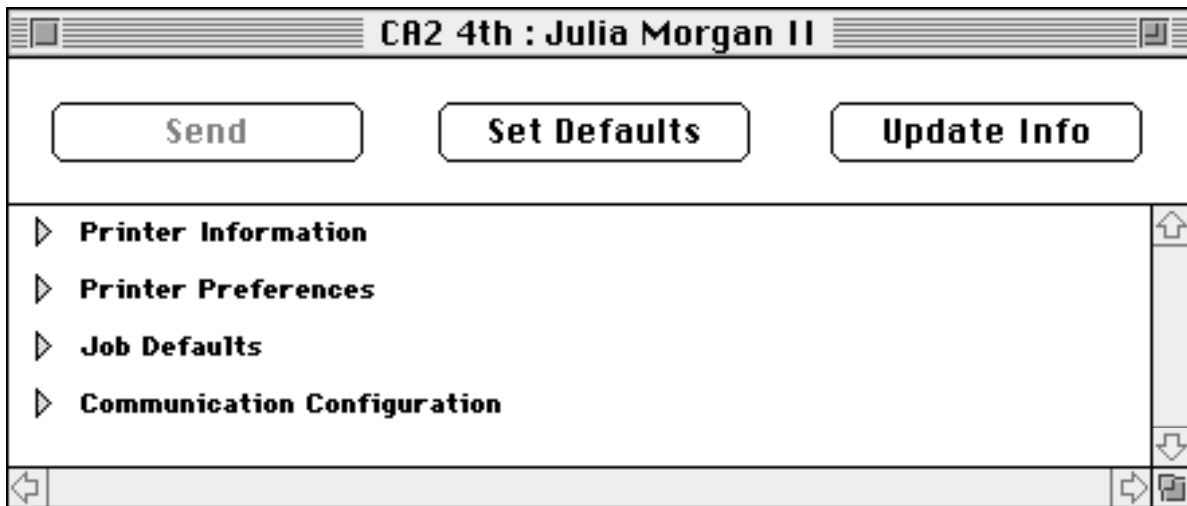 CA2 4th : Julia Morgan II
Send Set Defaults Update Info
Printer Information
Printer Preferences
Job Defaults
Communication Configuration